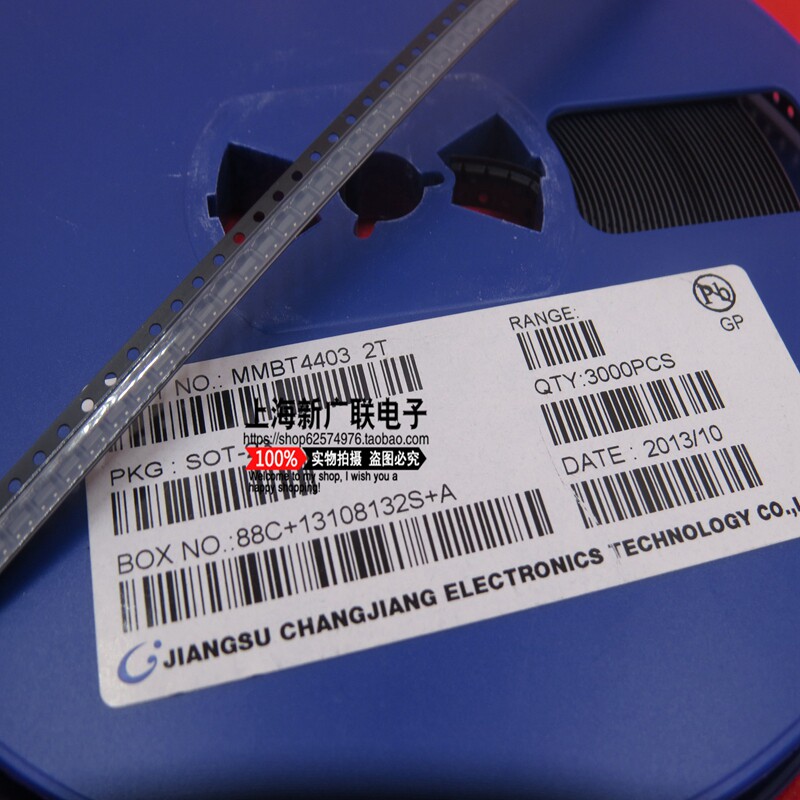 NO.: MMBT4403 2T
RANGE:
Pb
GP
QTY:3000PCS
PKG : SOT-
DATE : 2013/10
BOX NO.:88C+13108132S+A
JIANGSU CHANGJIANG ELECTRONICS TECHNOLOGY CO.,
上海新广联电子
https://shop62574976.taobao.com
100% 实物拍摄 盗图必究
Welcome to my shop, I wish you a
happy shopping!